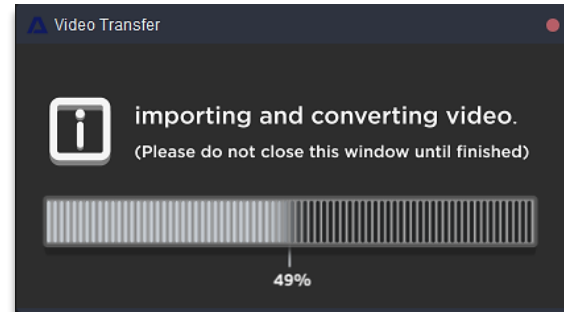 Video Transfer
importing and converting video.
(Please do not close this window until finished)
49%